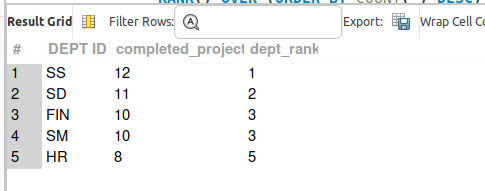 RANK() OVER (ORDER BY COUNT(*) DESC)
Result Grid Filter Rows: Export: Wrap Cell Co
# DEPT ID completed_project dept_rank
1 SS 12 1
2 SD 11 2
3 FIN 10 3
4 SM 10 3
5 HR 8 5